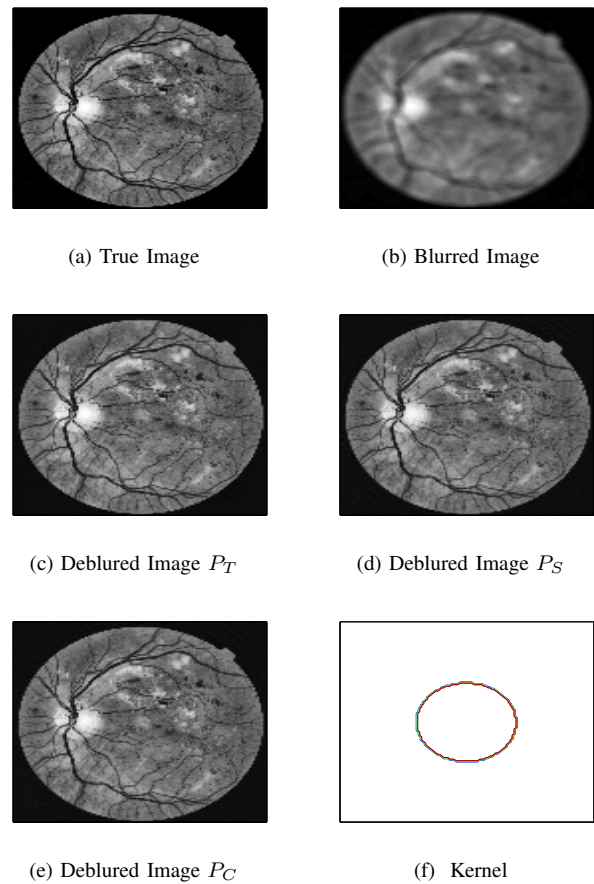 (a) True Image
(b) Blurred Image
(c) Deblured Image P_T
(d) Deblured Image P_S
(e) Deblured Image P_C
(f) Kernel